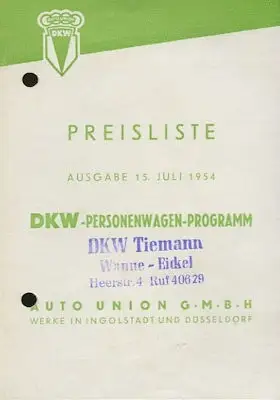 DKW
PREISLISTE
AUSGABE 15. JULI 1954
DKW-PERSONENWAGEN-PROGRAMM
DKW Tiemann
Wanne-Eickel
Heerstr. 4 Ruf 40629
AUTO UNION G·M·B·H
WERKE IN INGOLSTADT UND DÜSSELDORF